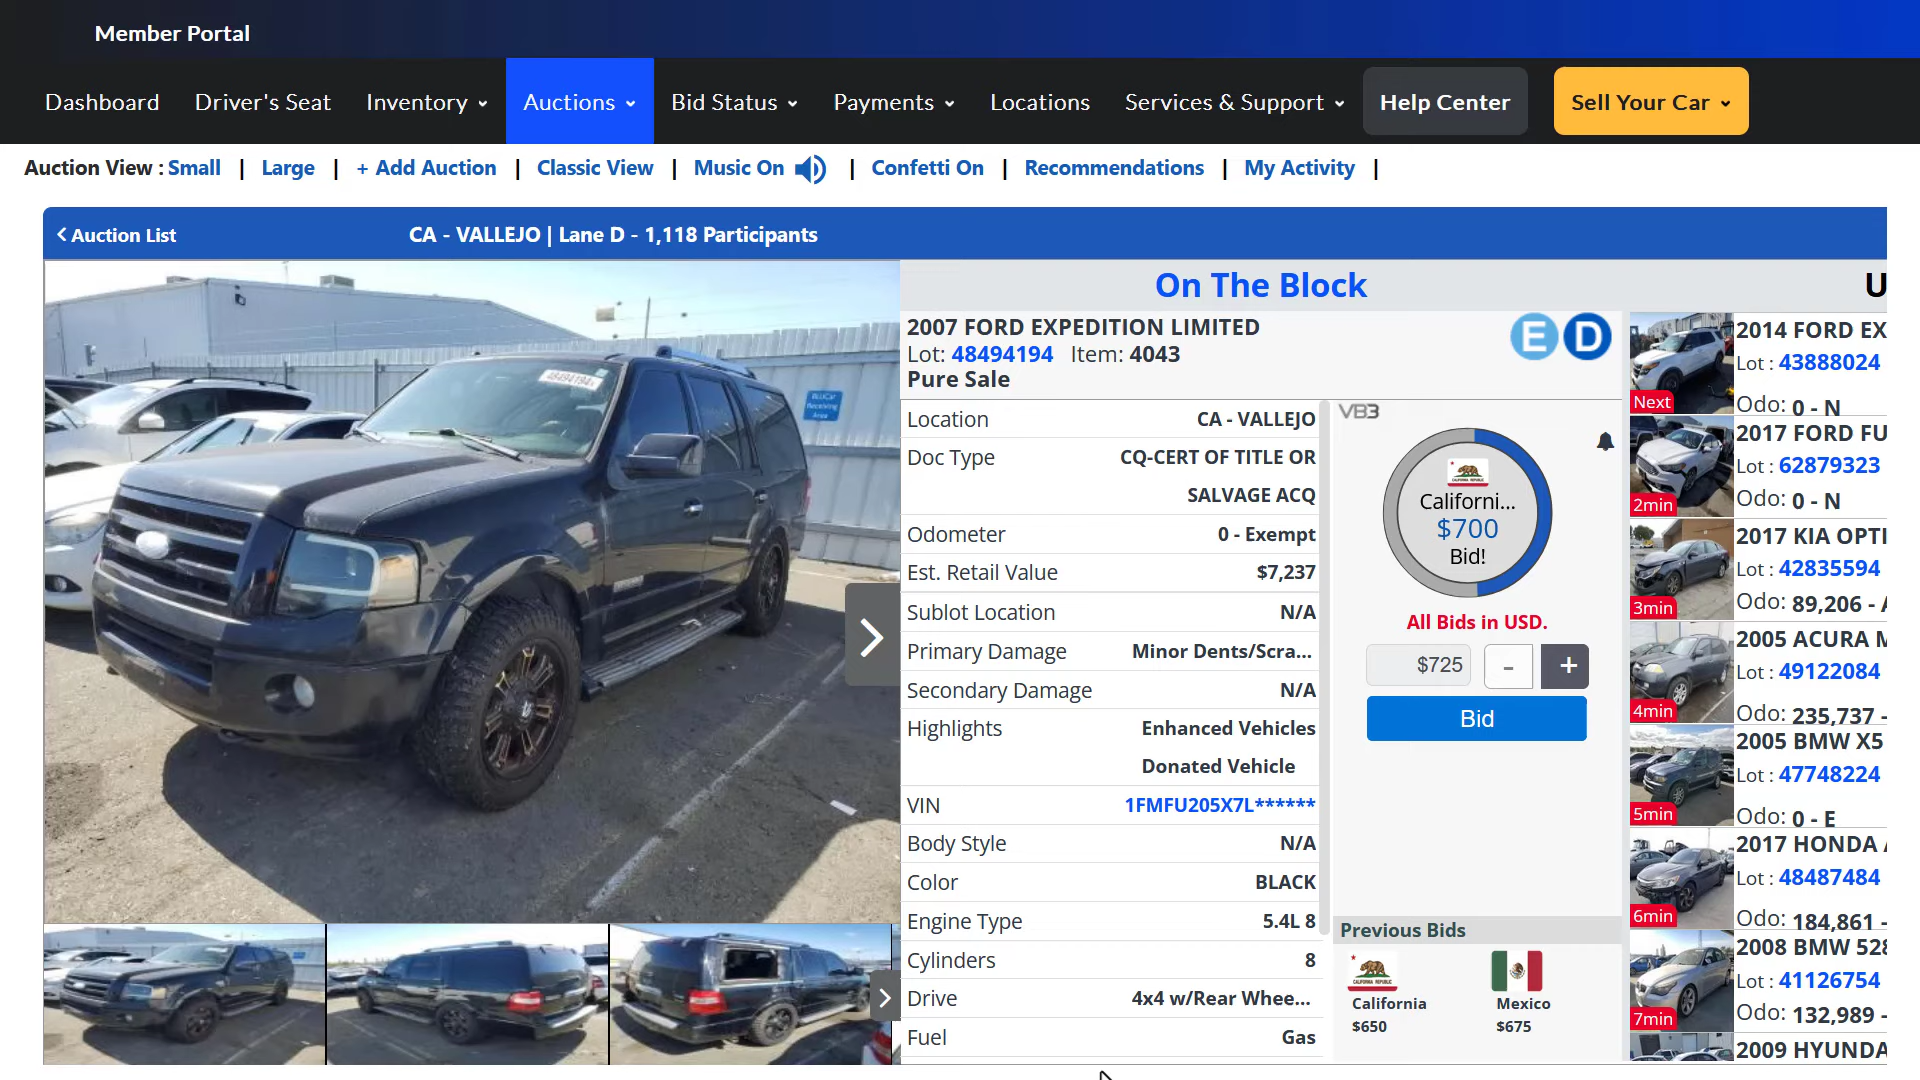 Member Portal
Dashboard
Driver's Seat
Inventory
Auctions
Bid Status
Payments
Locations
Services & Support
Help Center
Sell Your Car
Auction View : Small | Large | + Add Auction | Classic View | Music On | Confetti On | Recommendations | My Activity |
Auction List
CA - VALLEJO | Lane D - 1,118 Participants
48494194
On The Block
2007 FORD EXPEDITION LIMITED
Lot: 48494194 Item: 4043
Pure Sale
E D
Location CA - VALLEJO
Doc Type CQ-CERT OF TITLE OR
SALVAGE ACQ
Odometer 0 - Exempt
Est. Retail Value $7,237
Sublot Location N/A
Primary Damage Minor Dents/Scra...
Secondary Damage N/A
Highlights Enhanced Vehicles
Donated Vehicle
VIN 1FMFU205X7L******
Body Style N/A
Color BLACK
Engine Type 5.4L 8
Cylinders 8
Drive 4x4 w/Rear Whee...
Fuel Gas
VB3
Californi...
$700
Bid!
All Bids in USD.
$725 - +
Bid
Previous Bids
California
$650
Mexico
$675
U
2014 FORD EX
Lot : 43888024
Odo: 0 - N
Next
2017 FORD FU
Lot : 62879323
Odo: 0 - N
2min
2017 KIA OPTI
Lot : 42835594
Odo: 89,206 - A
3min
2005 ACURA M
Lot : 49122084
Odo: 235,737 -
4min
2005 BMW X5
Lot : 47748224
Odo: 0 - E
5min
2017 HONDA A
Lot : 48487484
Odo: 184,861 -
6min
2008 BMW 528
Lot : 41126754
Odo: 132,989 -
7min
2009 HYUNDA